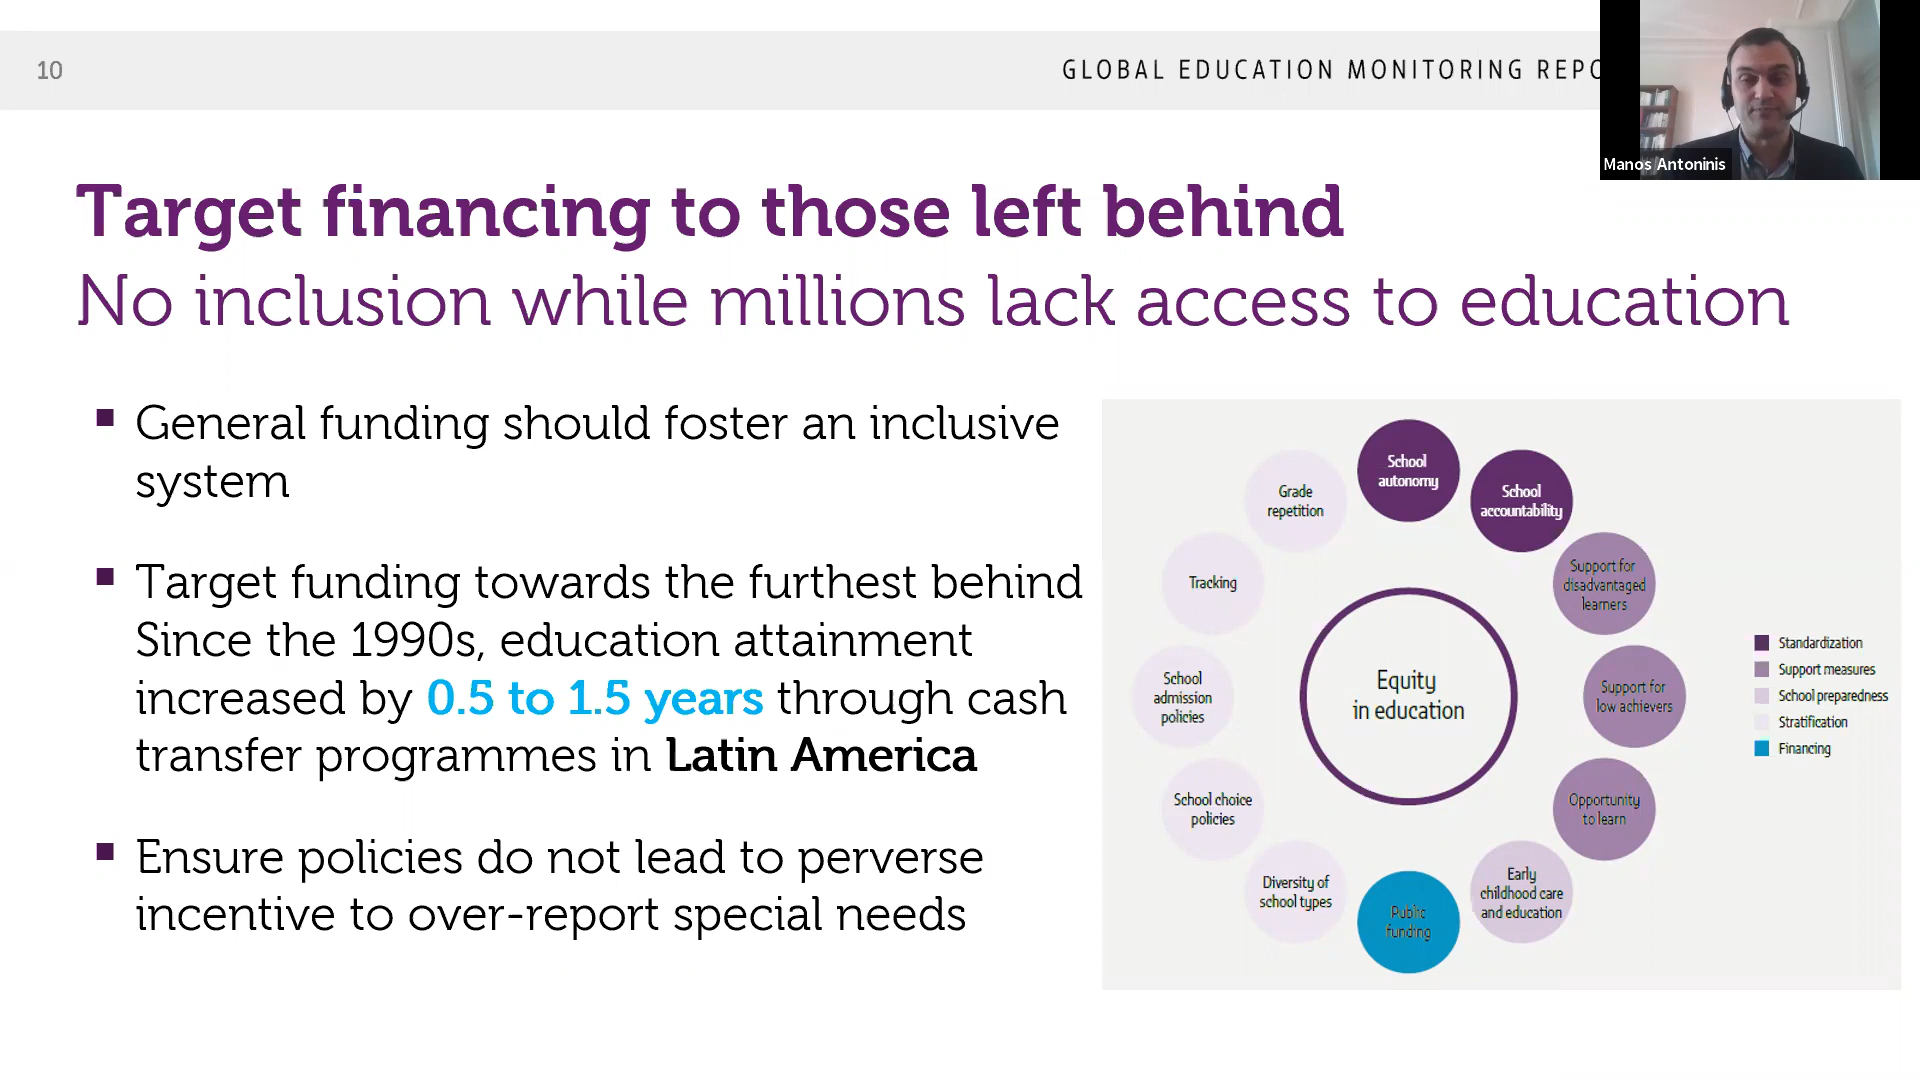 10
GLOBAL EDUCATION MONITORING
Manos Antoninis
Target financing to those left behind
No inclusion while millions lack access to education
▪ General funding should foster an inclusive
system
▪ Target funding towards the furthest behind
Since the 1990s, education attainment
increased by 0.5 to 1.5 years through cash
transfer programmes in Latin America
▪ Ensure policies do not lead to perverse
incentive to over-report special needs
School
autonomy
School
accountability
Support for
disadvantaged
learners
Support for
low achievers
Opportunity
to learn
Early
childhood care
and education
Public
funding
Diversity of
school types
School choice
policies
School
admission
policies
Tracking
Grade
repetition
Equity
in education
Standardization
Support measures
School preparedness
Stratification
Financing